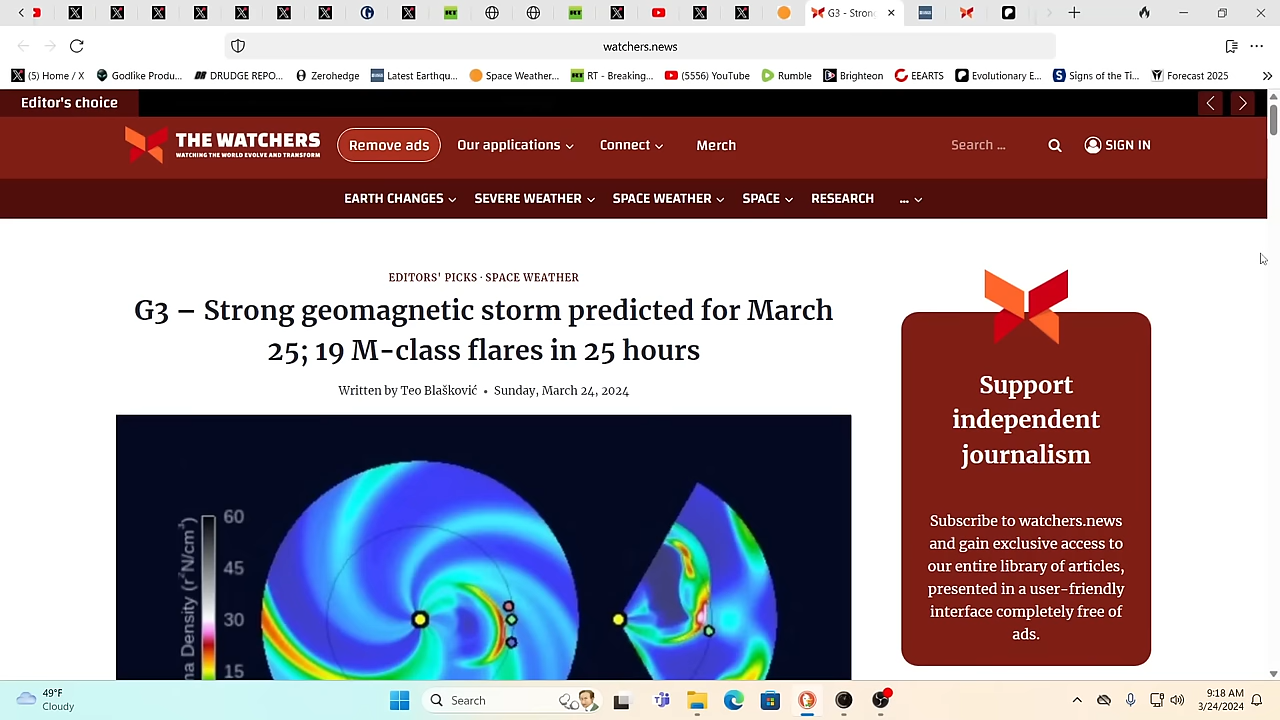 G3 - Strong
watchers.news
(5) Home / X
Godlike Produ...
DRUDGE REPO...
Zerohedge
Latest Earthqu...
Space Weather...
RT - Breaking...
(5556) YouTube
Rumble
Brighteon
EEARTS
Evolutionary E...
Signs of the Ti...
Forecast 2025
Editor's choice
THE WATCHERS
WATCHING THE WORLD EVOLVE AND TRANSFORM
Remove ads
Our applications
Connect
Merch
Search ...
SIGN IN
EARTH CHANGES
SEVERE WEATHER
SPACE WEATHER
SPACE
RESEARCH
...
EDITORS' PICKS · SPACE WEATHER
G3 – Strong geomagnetic storm predicted for March
25; 19 M-class flares in 25 hours
Written by Teo Blašković • Sunday, March 24, 2024
60
45
30
15
ma Density (r²N/cm³)
Support
independent
journalism
Subscribe to watchers.news
and gain exclusive access to
our entire library of articles,
presented in a user-friendly
interface completely free of
ads.
49°F
Cloudy
Search
9:18 AM
3/24/2024